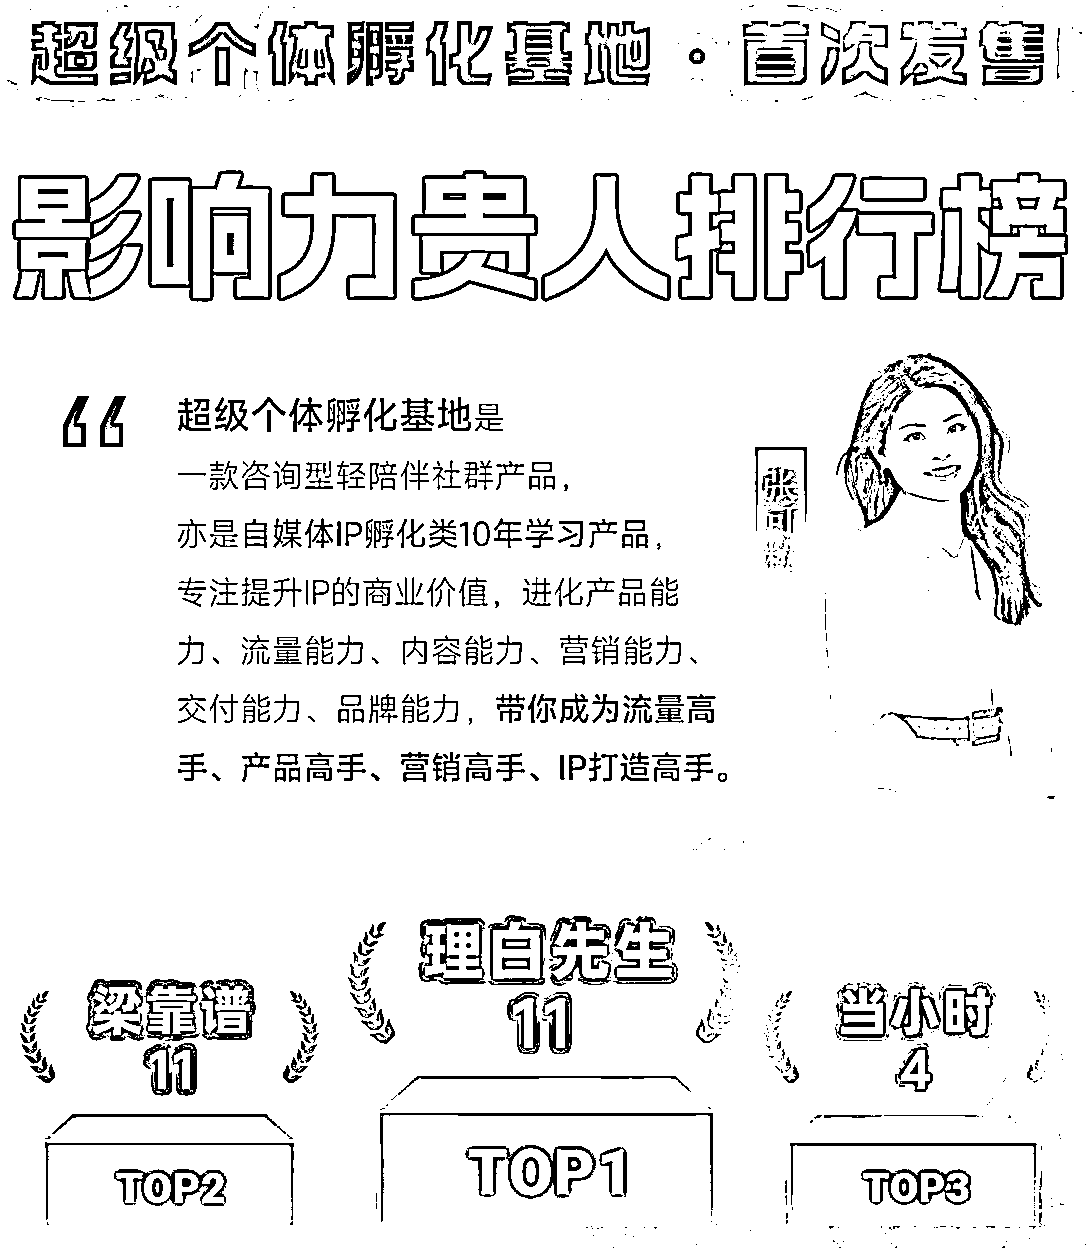 超级个体孵化基地·首次发售
影响力贵人排行榜
超级个体孵化基地是
一款咨询型轻陪伴社群产品，
亦是自媒体IP孵化类10年学习产品，
专注提升IP的商业价值，进化产品能
力、流量能力、内容能力、营销能力、
交付能力、品牌能力，带你成为流量高
手、产品高手、营销高手、IP打造高手。
张可
理白先生
11
梁靠谱
11
当小时
4
TOP2
TOP1
TOP3